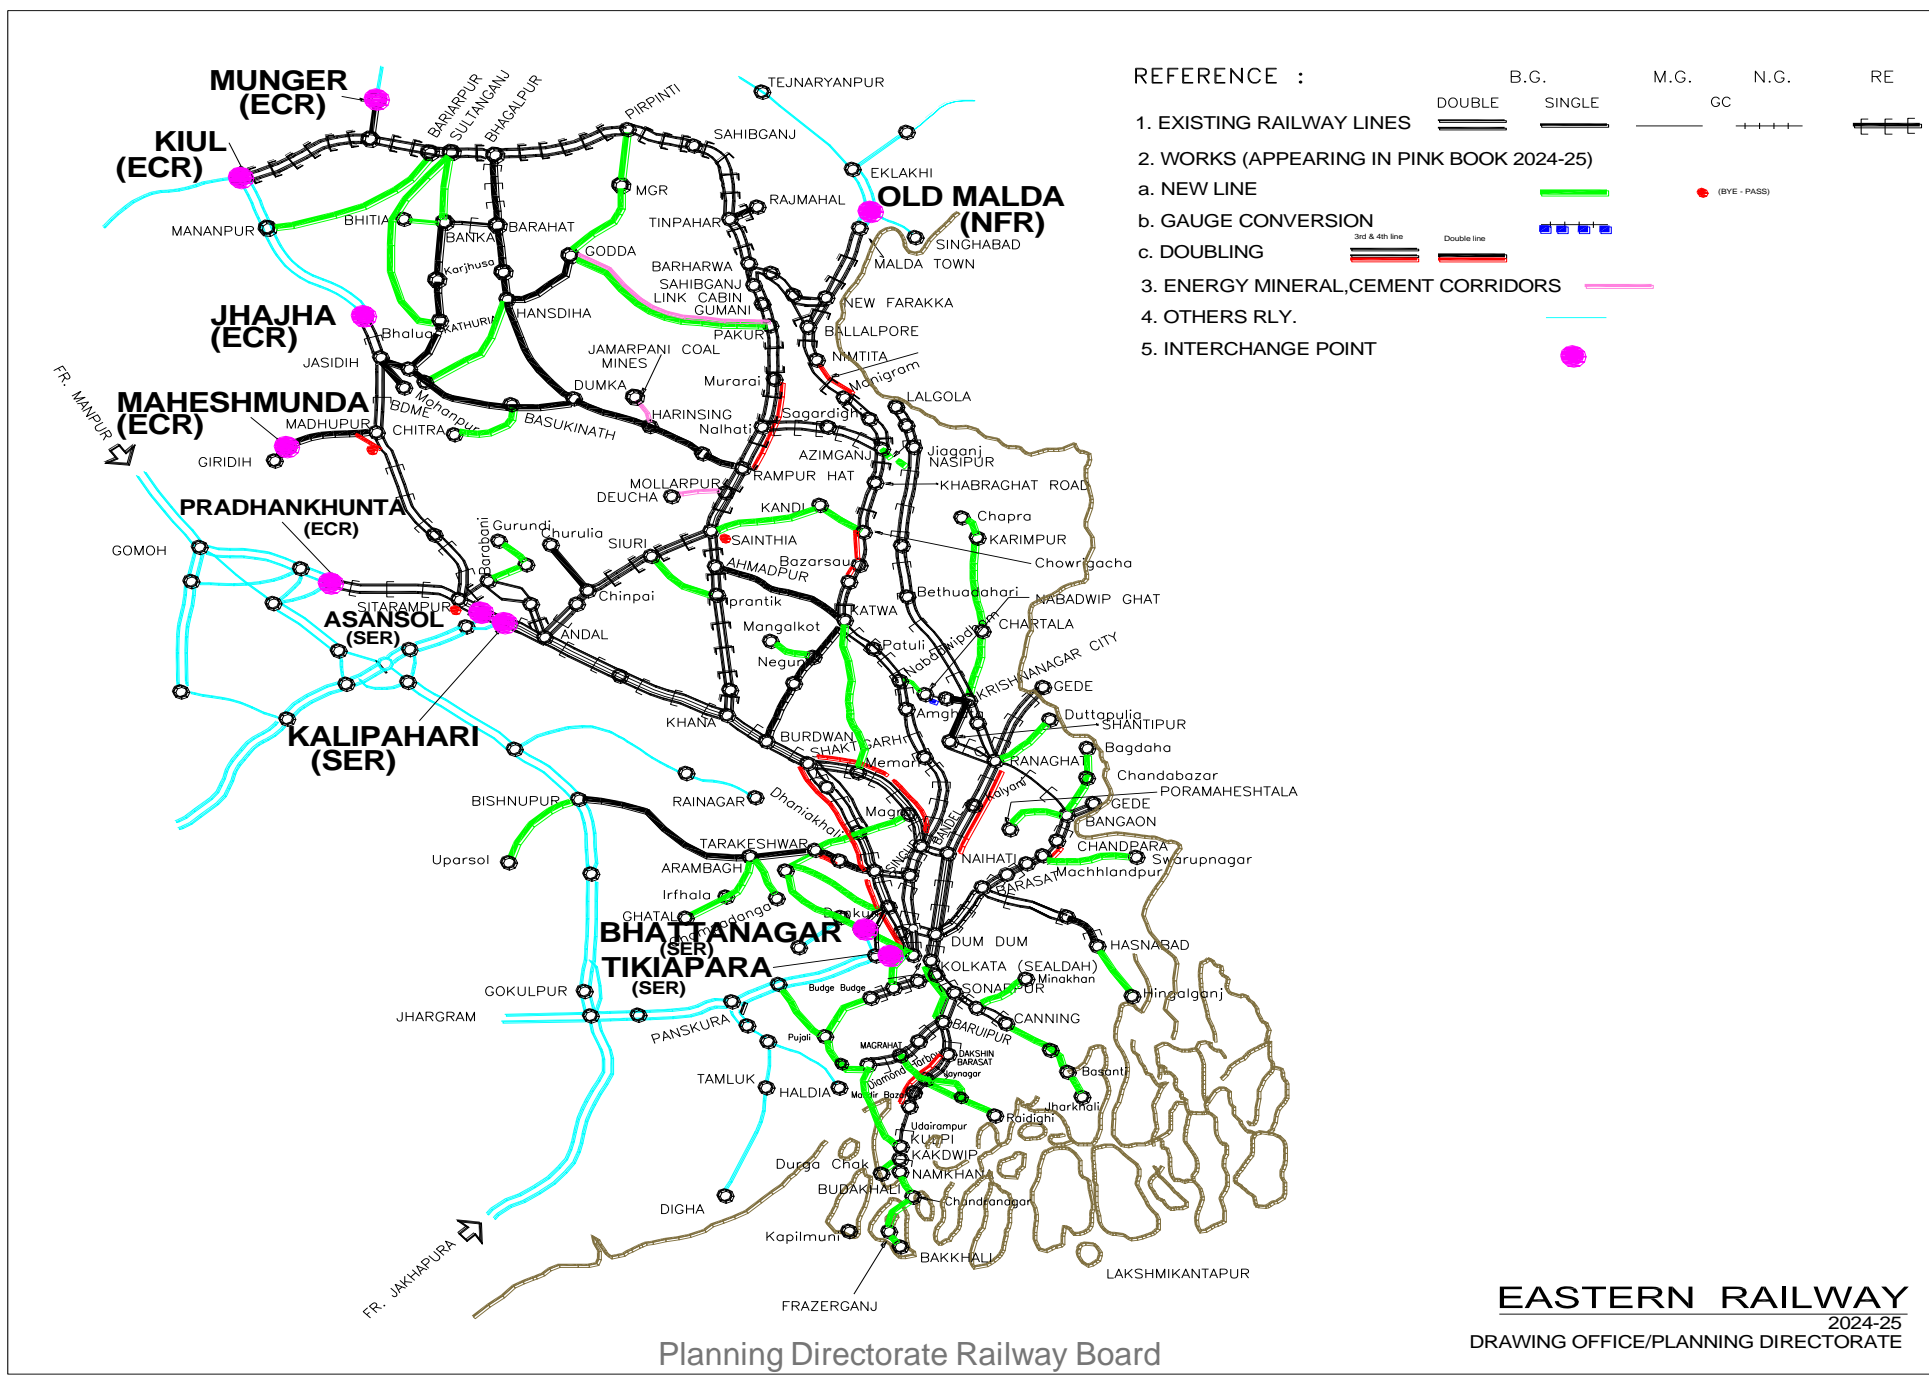 REFERENCE :
B.G.
M.G.
N.G.
RE
DOUBLE
SINGLE
GC
1. EXISTING RAILWAY LINES
2. WORKS (APPEARING IN PINK BOOK 2024-25)
a. NEW LINE
(BYE - PASS)
b. GAUGE CONVERSION
3rd & 4th line
Double line
c. DOUBLING
3. ENERGY MINERAL,CEMENT CORRIDORS
4. OTHERS RLY.
5. INTERCHANGE POINT
MUNGER
(ECR)
KIUL
(ECR)
BARIARPUR
SULTANGANJ
BHAGALPUR
PIRPINTI
SAHIBGANJ
TEJNARYANPUR
EKLAKHI
OLD MALDA
(NFR)
MGR
RAJMAHAL
TINPAHAR
SINGHABAD
MALDA TOWN
MANANPUR
BHITIA
BANKA
BARAHAT
GODDA
Karjhusa
BARHARWA
SAHIBGANJ
LINK CABIN
GUMANI
PAKUR
NEW FARAKKA
BALLALPORE
HANSDIHA
KATHURIA
JHAJHA
(ECR)
Bhalua
JASIDIH
JAMARPANI COAL
MINES
DUMKA
Murarai
NIMTITA
Manigram
LALGOLA
FR. MANPUR
MAHESHMUNDA
(ECR)
MADHUPUR
BDME
Mohanpur
CHITRA
BASUKINATH
HARINSING
Nalhati
Sagardighi
AZIMGANJ
Jiaganj
NASIPUR
GIRIDIH
RAMPUR HAT
MOLLARPUR
DEUCHA
KHABRAGHAT ROAD
PRADHANKHUNTA
(ECR)
GOMOH
Barabani
Gurundi
Churulia
SIURI
KANDI
SAINTHIA
Chapra
KARIMPUR
AHMADPUR
Bazarsau
Chowrigacha
SITARAMPUR
Chinpai
prantik
Bethuadahari
NABADWIP GHAT
ASANSOL
(SER)
ANDAL
KATWA
Mangalkot
CHARTALA
Patuli
Negun
Nabadwipdham
KRISHNANAGAR CITY
GEDE
KHANA
Amghata
Duttapulia
SHANTIPUR
KALIPAHARI
(SER)
BURDWAN
SHAKTIGARH
Memari
RANAGHAT
Bagdaha
Chandabazar
PORAMAHESHTALA
RAINAGAR
Dhaniakhali
Kalyani
GEDE
BISHNUPUR
Magra
BANDEL
BANGAON
Uparsol
TARAKESHWAR
ARAMBAGH
SINGUR
NAIHATI
CHANDPARA
Swarupnagar
Machhlandpur
BARASAT
Irfhala
GHATAL
BHATTANAGAR
(SER)
TIKIAPARA
(SER)
DUM DUM
HASNABAD
KOLKATA (SEALDAH)
Minakhan
Budge Budge
SONARPUR
Hingalganj
GOKULPUR
JHARGRAM
PANSKURA
Pujali
CANNING
BARUIPUR
MAGRAHAT
DAKSHIN
BARASAT
Diamond Harbour
Basanti
TAMLUK
HALDIA
Jharkhali
Raidighi
Udairampur
KULPI
KAKDWIP
Durga Chak
NAMKHANA
BUDAKHALI
Chandranagar
DIGHA
Kapilmuni
BAKKHALI
FR. JAKHAPURA
FRAZERGANJ
LAKSHMIKANTAPUR
EASTERN RAILWAY
2024-25
DRAWING OFFICE/PLANNING DIRECTORATE
Planning Directorate Railway Board